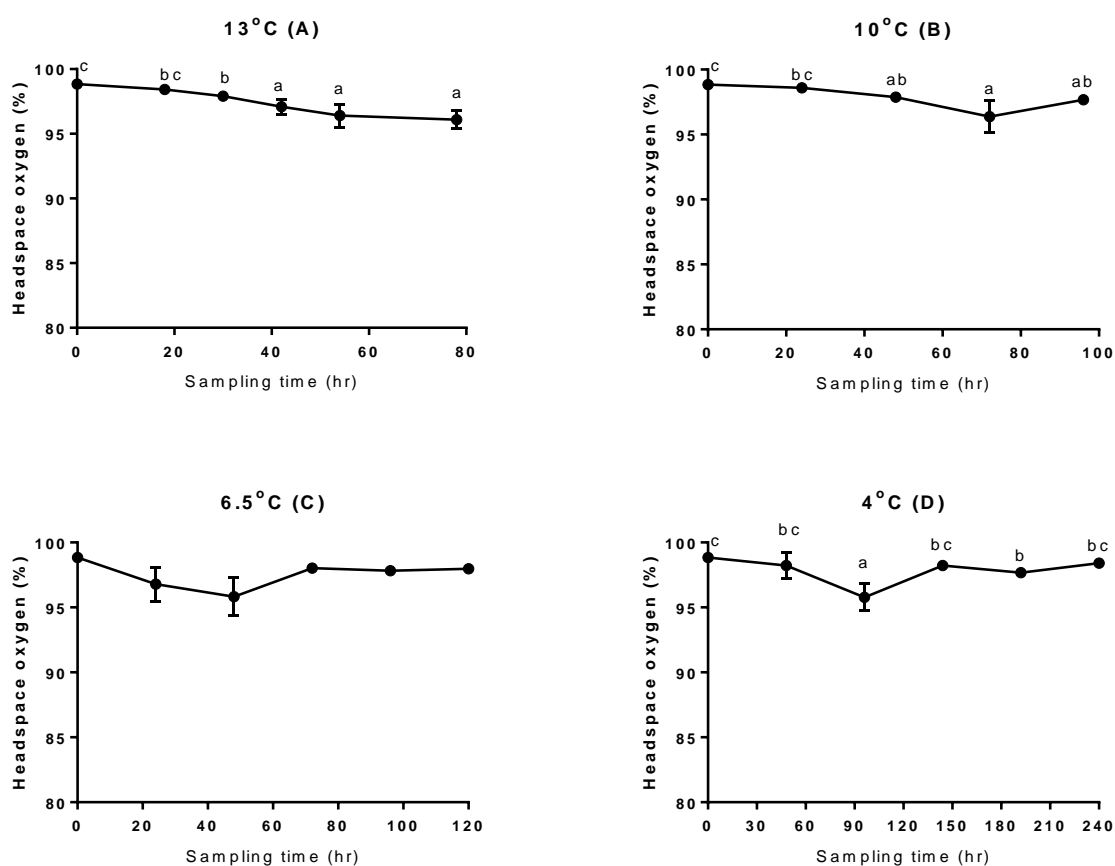 13°C (A)
Headspace oxygen (%)
100
95
90
85
80
c
bc
b
a
a
a
0 20 40 60 80
Sampling time (hr)
10°C (B)
Headspace oxygen (%)
100
95
90
85
80
c
bc
ab
a
ab
0 20 40 60 80 100
Sampling time (hr)
6.5°C (C)
Headspace oxygen (%)
100
95
90
85
80
0 20 40 60 80 100 120
Sampling time (hr)
4°C (D)
Headspace oxygen (%)
100
95
90
85
80
c
bc
a
bc
b
bc
0 30 60 90 120 150 180 210 240
Sampling time (hr)